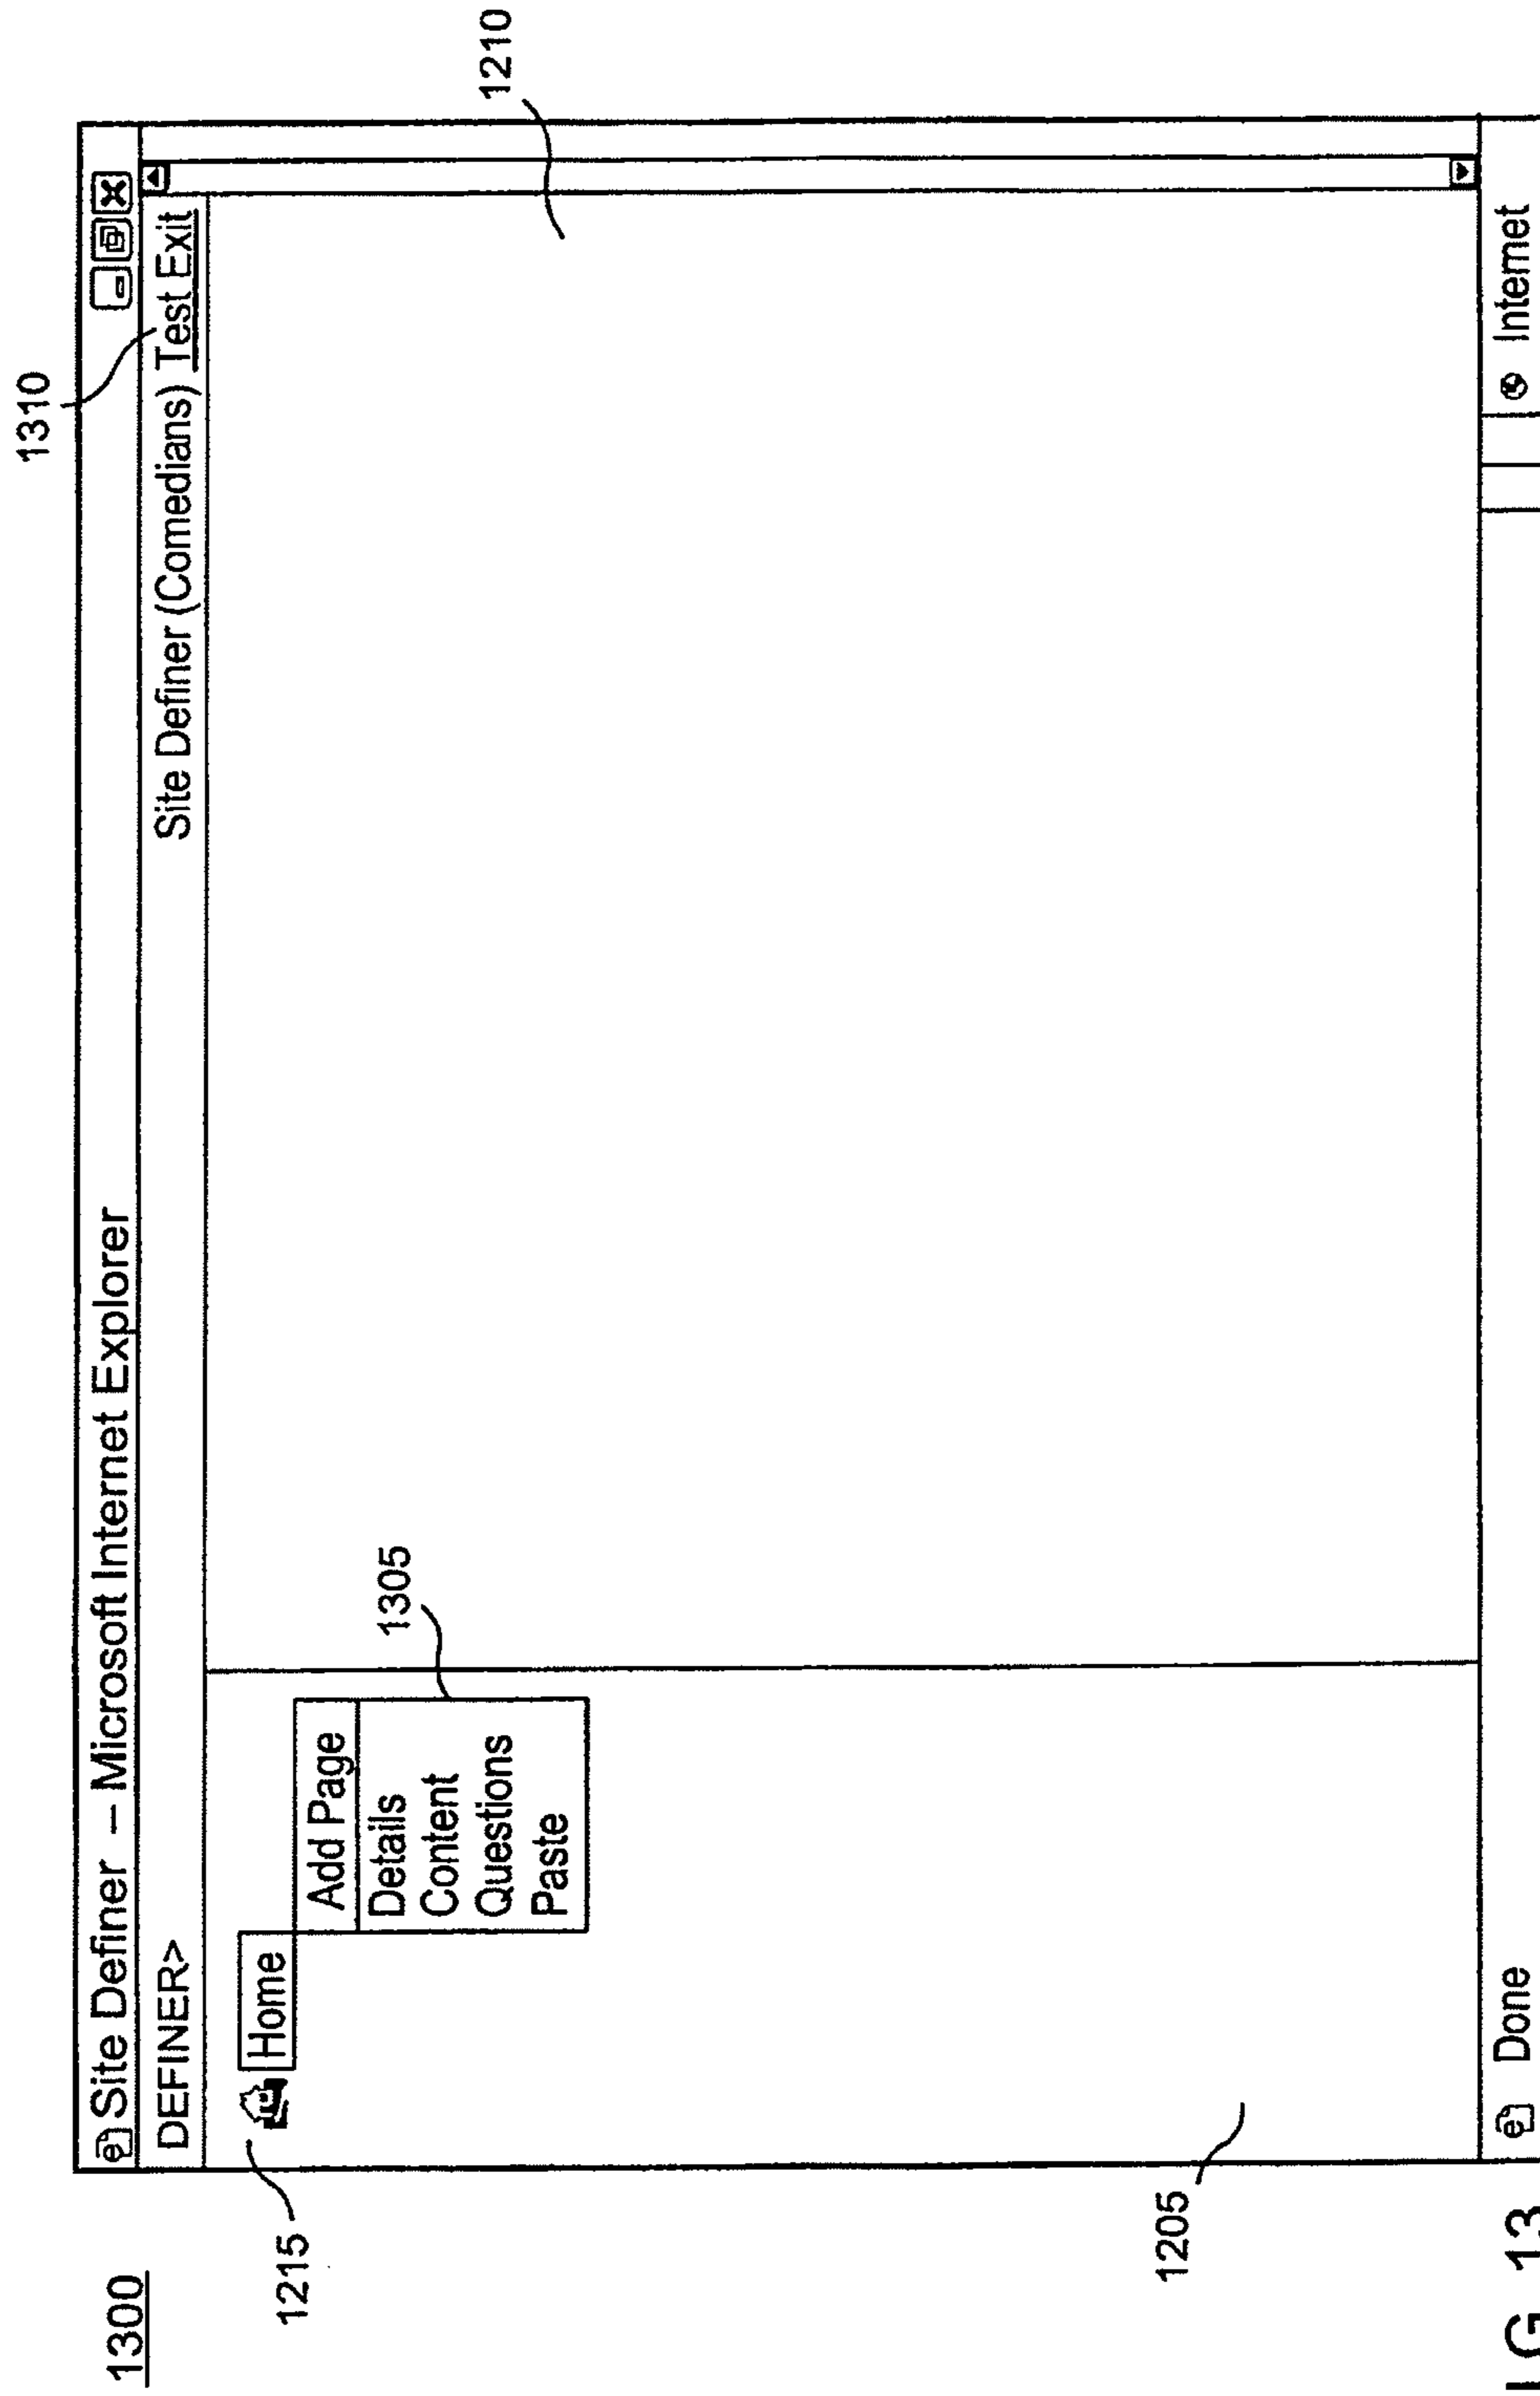 1300
1310
Site Definer – Microsoft Internet Explorer
DEFINER>
Site Definer (Comedians) Test Exit
1215
Home
Add Page
Details
Content
Questions
Paste
1305
1210
1205
Done
Internet
G. 13